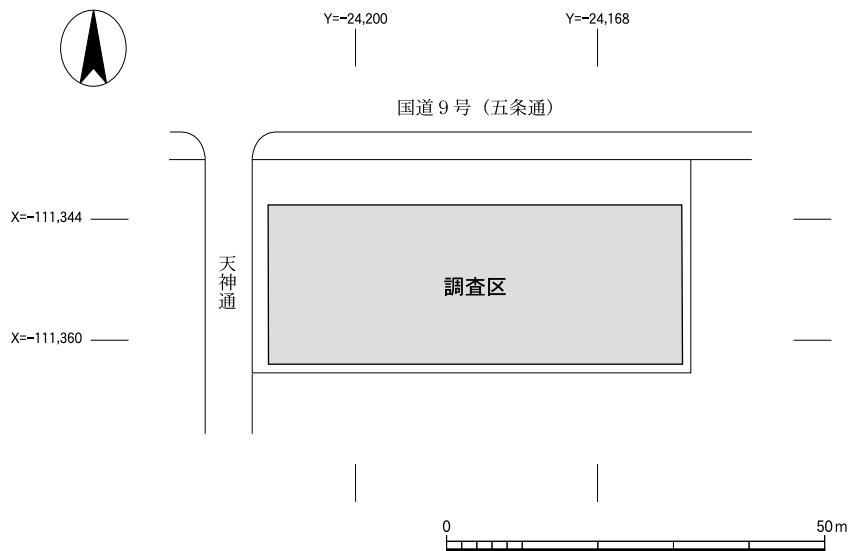 Y=-24,200
Y=-24,168
国道9号（五条通）
X=-111,344
天神通
調査区
X=-111,360
0
50m